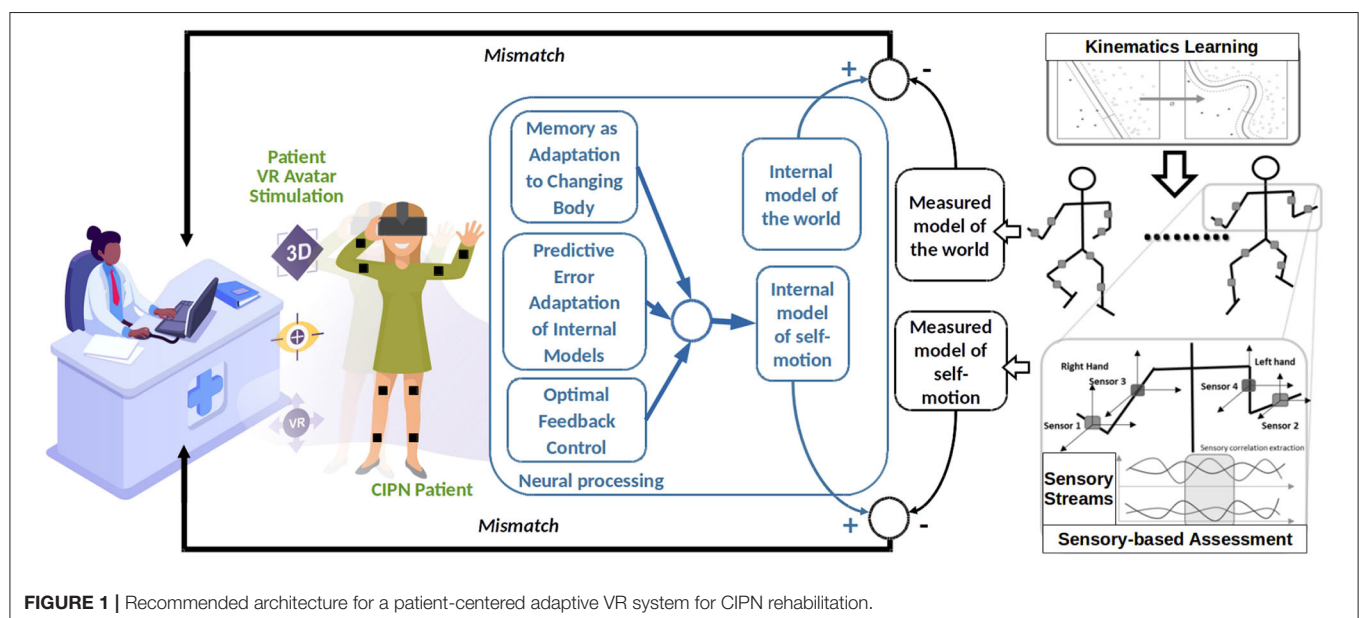 Mismatch
Kinematics Learning
+
-
Patient
VR Avatar
Stimulation
3D
VR
CIPN Patient
Memory as
Adaptation
to Changing
Body
Predictive
Error
Adaptation
of Internal
Models
Optimal
Feedback
Control
Neural processing
Internal
model of
the world
Internal
model
of self-
motion
Measured
model of
the world
Measured
model of
self-
motion
Right Hand
Left hand
Sensor 3
Sensor 4
Sensor 1
Sensor 2
Sensory correlation extraction
Sensory
Streams
Sensory-based Assessment
+
-
Mismatch
FIGURE 1 | Recommended architecture for a patient-centered adaptive VR system for CIPN rehabilitation.